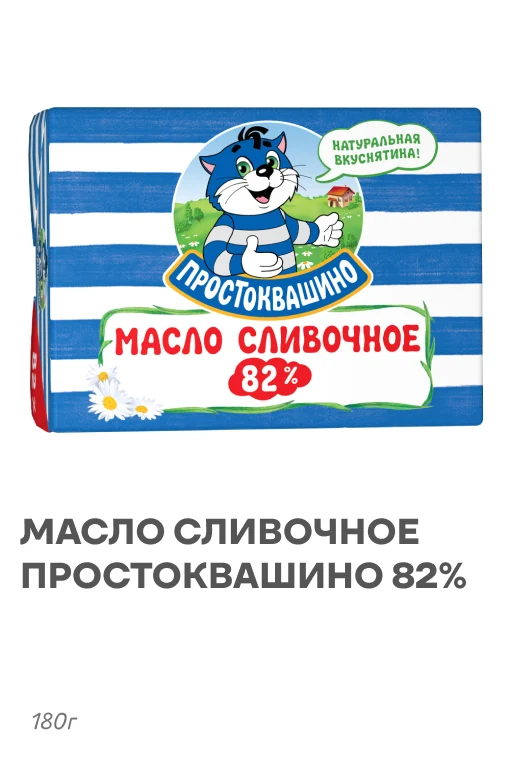 НАТУРАЛЬНАЯ
ВКУСНЯТИНА!
ПРОСТОКВАШИНО
МАСЛО СЛИВОЧНОЕ
82%
МАСЛО СЛИВОЧНОЕ
ПРОСТОКВАШИНО 82%
180г